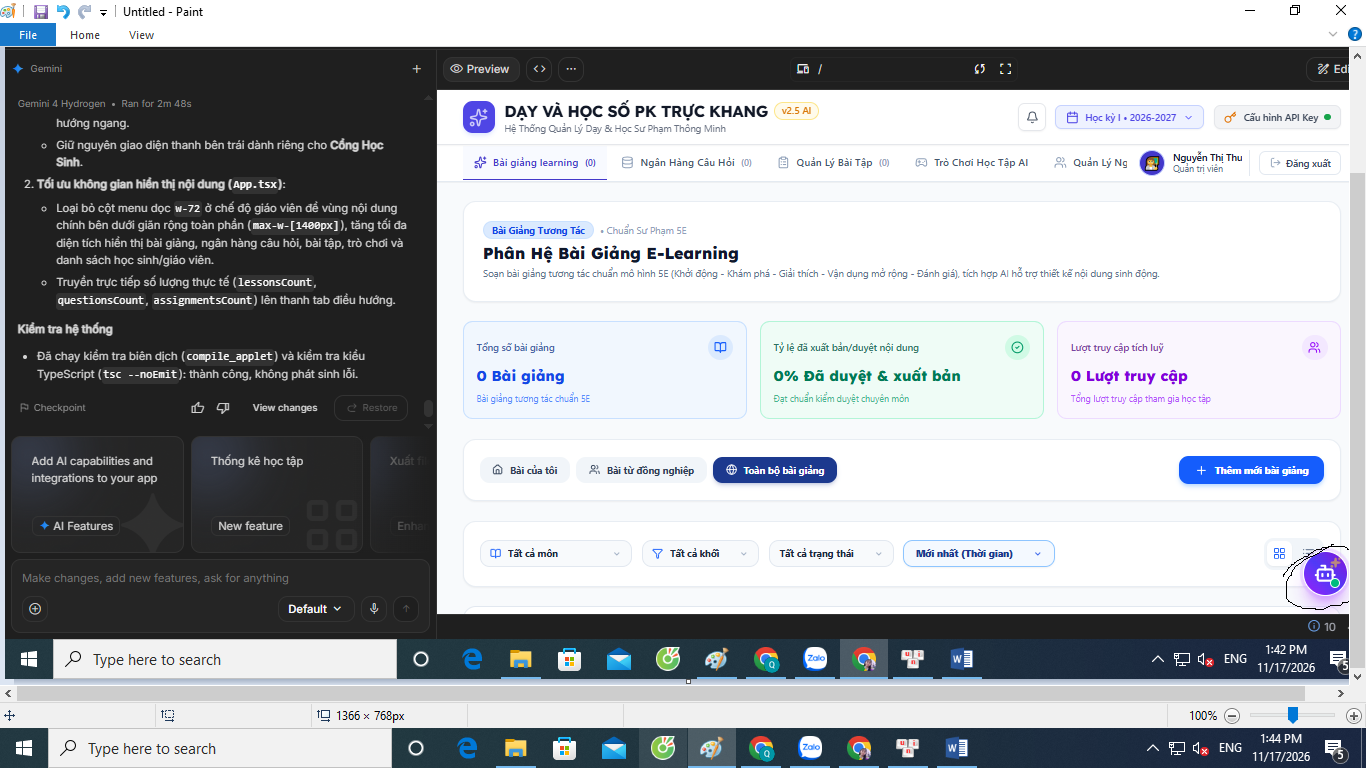 Untitled - Paint
File
Home
View
Gemini
Gemini 4 Hydrogen • Ran for 2m 48s
hướng ngang.
Giữ nguyên giao diện thanh bên trái dành riêng cho Cổng Học
Sinh.
2. Tối ưu không gian hiển thị nội dung (App.tsx):
Loại bỏ cột menu dọc w-72 ở chế độ giáo viên để vùng nội dung
chính bên dưới giãn rộng toàn phần (max-w-[1400px]), tăng tối đa
diện tích hiển thị bài giảng, ngân hàng câu hỏi, bài tập, trò chơi và
danh sách học sinh/giáo viên.
Truyền trực tiếp số lượng thực tế (lessonsCount,
questionsCount, assignmentsCount) lên thanh tab điều hướng.
Kiểm tra hệ thống
Đã chạy kiểm tra biên dịch (compile_applet) và kiểm tra kiểu
TypeScript (tsc --noEmit): thành công, không phát sinh lỗi.
Checkpoint
View changes
Restore
Add AI capabilities and
integrations to your app
AI Features
Thống kê học tập
New feature
Xuất
Enha
Make changes, add new features, ask for anything
Default
Preview
/
Edi
DẠY VÀ HỌC SỐ PK TRỰC KHANG
v2.5 AI
Hệ Thống Quản Lý Dạy & Học Sư Phạm Thông Minh
Học kỳ I • 2026-2027
Cấu hình API Key
Bài giảng learning (0)
Ngân Hàng Câu Hỏi (0)
Quản Lý Bài Tập (0)
Trò Chơi Học Tập AI
Quản Lý Ng
Nguyễn Thị Thu
Quản trị viên
Đăng xuất
Bài Giảng Tương Tác
• Chuẩn Sư Phạm 5E
Phân Hệ Bài Giảng E-Learning
Soạn bài giảng tương tác chuẩn mô hình 5E (Khởi động - Khám phá - Giải thích - Vận dụng mở rộng - Đánh giá), tích hợp AI hỗ trợ thiết kế nội dung sinh động.
Tổng số bài giảng
0 Bài giảng
Bài giảng tương tác chuẩn 5E
Tỷ lệ đã xuất bản/duyệt nội dung
0% Đã duyệt & xuất bản
Đạt chuẩn kiểm duyệt chuyên môn
Lượt truy cập tích luỹ
0 Lượt truy cập
Tổng lượt truy cập tham gia học tập
Bài của tôi
Bài từ đồng nghiệp
Toàn bộ bài giảng
Thêm mới bài giảng
Tất cả môn
Tất cả khối
Tất cả trạng thái
Mới nhất (Thời gian)
10
Type here to search
Zalo
ENG
1:42 PM
11/17/2026
5
1366 × 768px
100%
Type here to search
Zalo
ENG
1:44 PM
11/17/2026
5